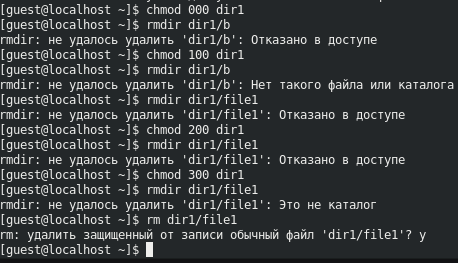 [guest@localhost ~]$ chmod 000 dir1
[guest@localhost ~]$ rmdir dir1/b
rmdir: не удалось удалить 'dir1/b': Отказано в доступе
[guest@localhost ~]$ chmod 100 dir1
[guest@localhost ~]$ rmdir dir1/b
rmdir: не удалось удалить 'dir1/b': Нет такого файла или каталога
[guest@localhost ~]$ rmdir dir1/file1
rmdir: не удалось удалить 'dir1/file1': Отказано в доступе
[guest@localhost ~]$ chmod 200 dir1
[guest@localhost ~]$ rmdir dir1/file1
rmdir: не удалось удалить 'dir1/file1': Отказано в доступе
[guest@localhost ~]$ chmod 300 dir1
[guest@localhost ~]$ rmdir dir1/file1
rmdir: не удалось удалить 'dir1/file1': Это не каталог
[guest@localhost ~]$ rm dir1/file1
rm: удалить защищенный от записи обычный файл 'dir1/file1'? y
[guest@localhost ~]$